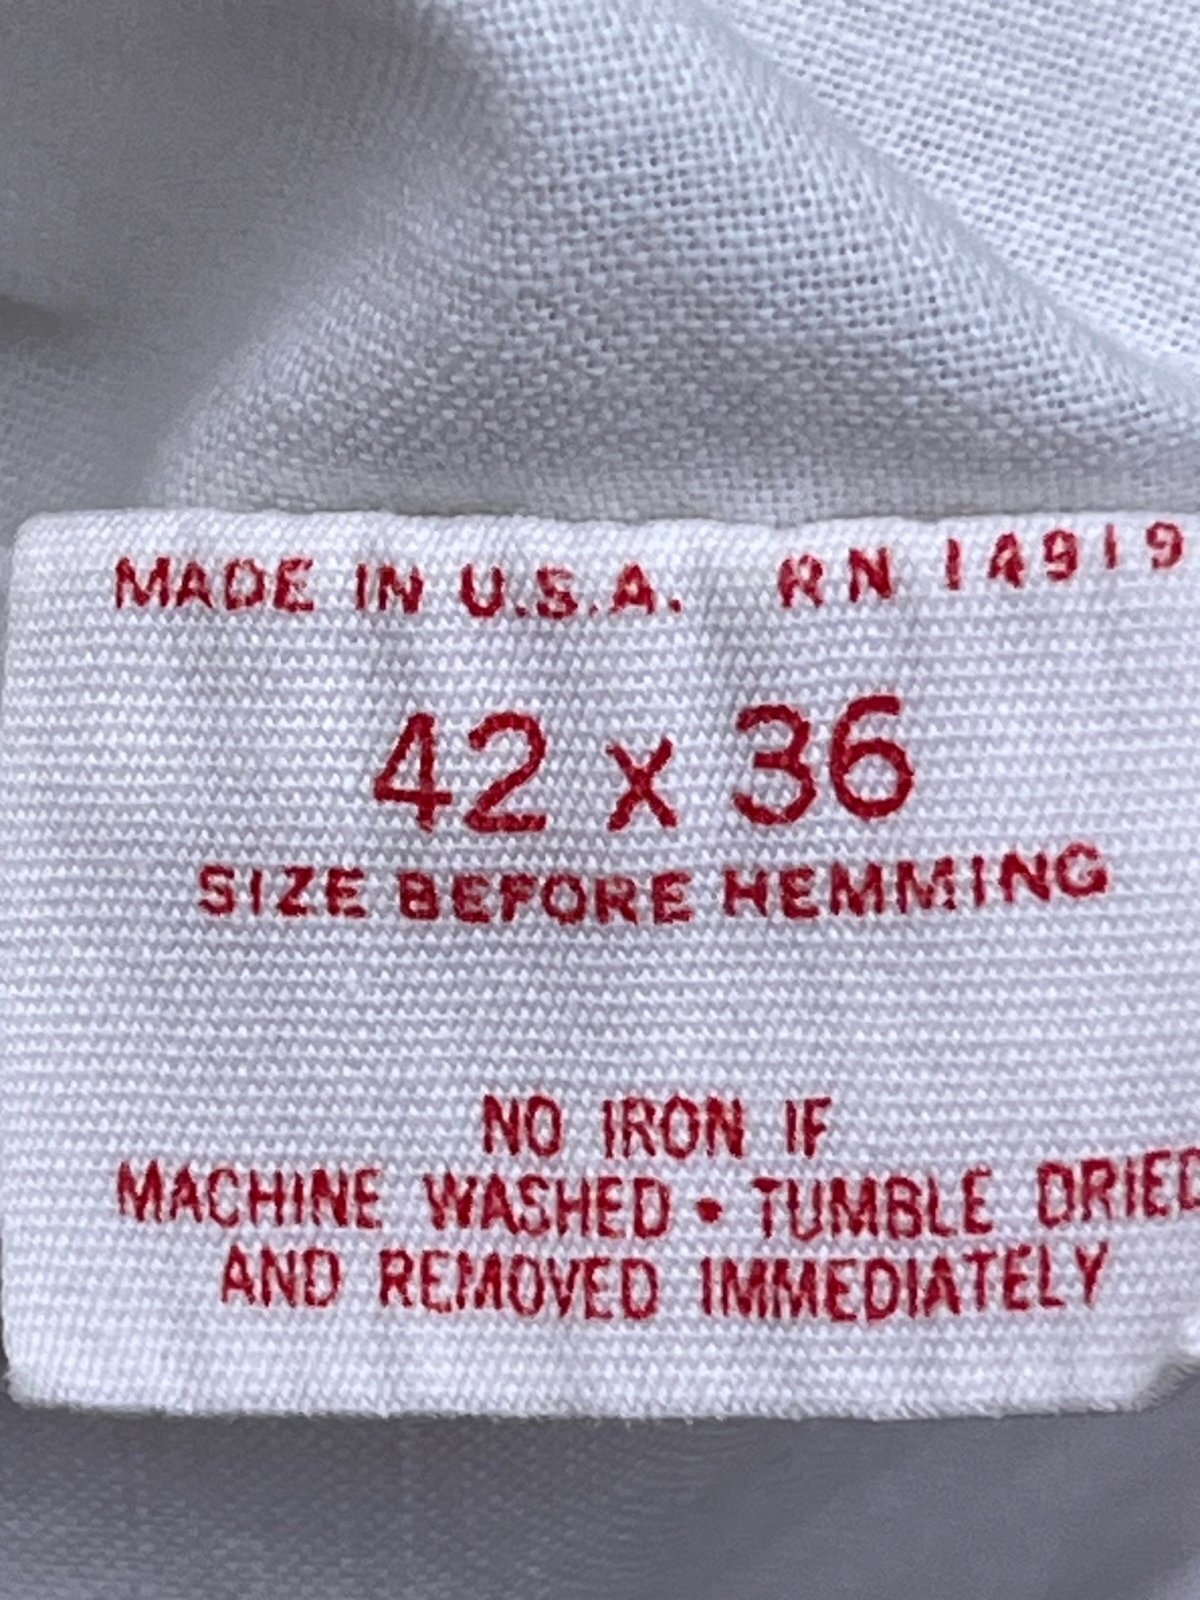 MADE IN U.S.A. RN 14919
42 x 36
SIZE BEFORE HEMMING
NO IRON IF
MACHINE WASHED • TUMBLE DRIED
AND REMOVED IMMEDIATELY